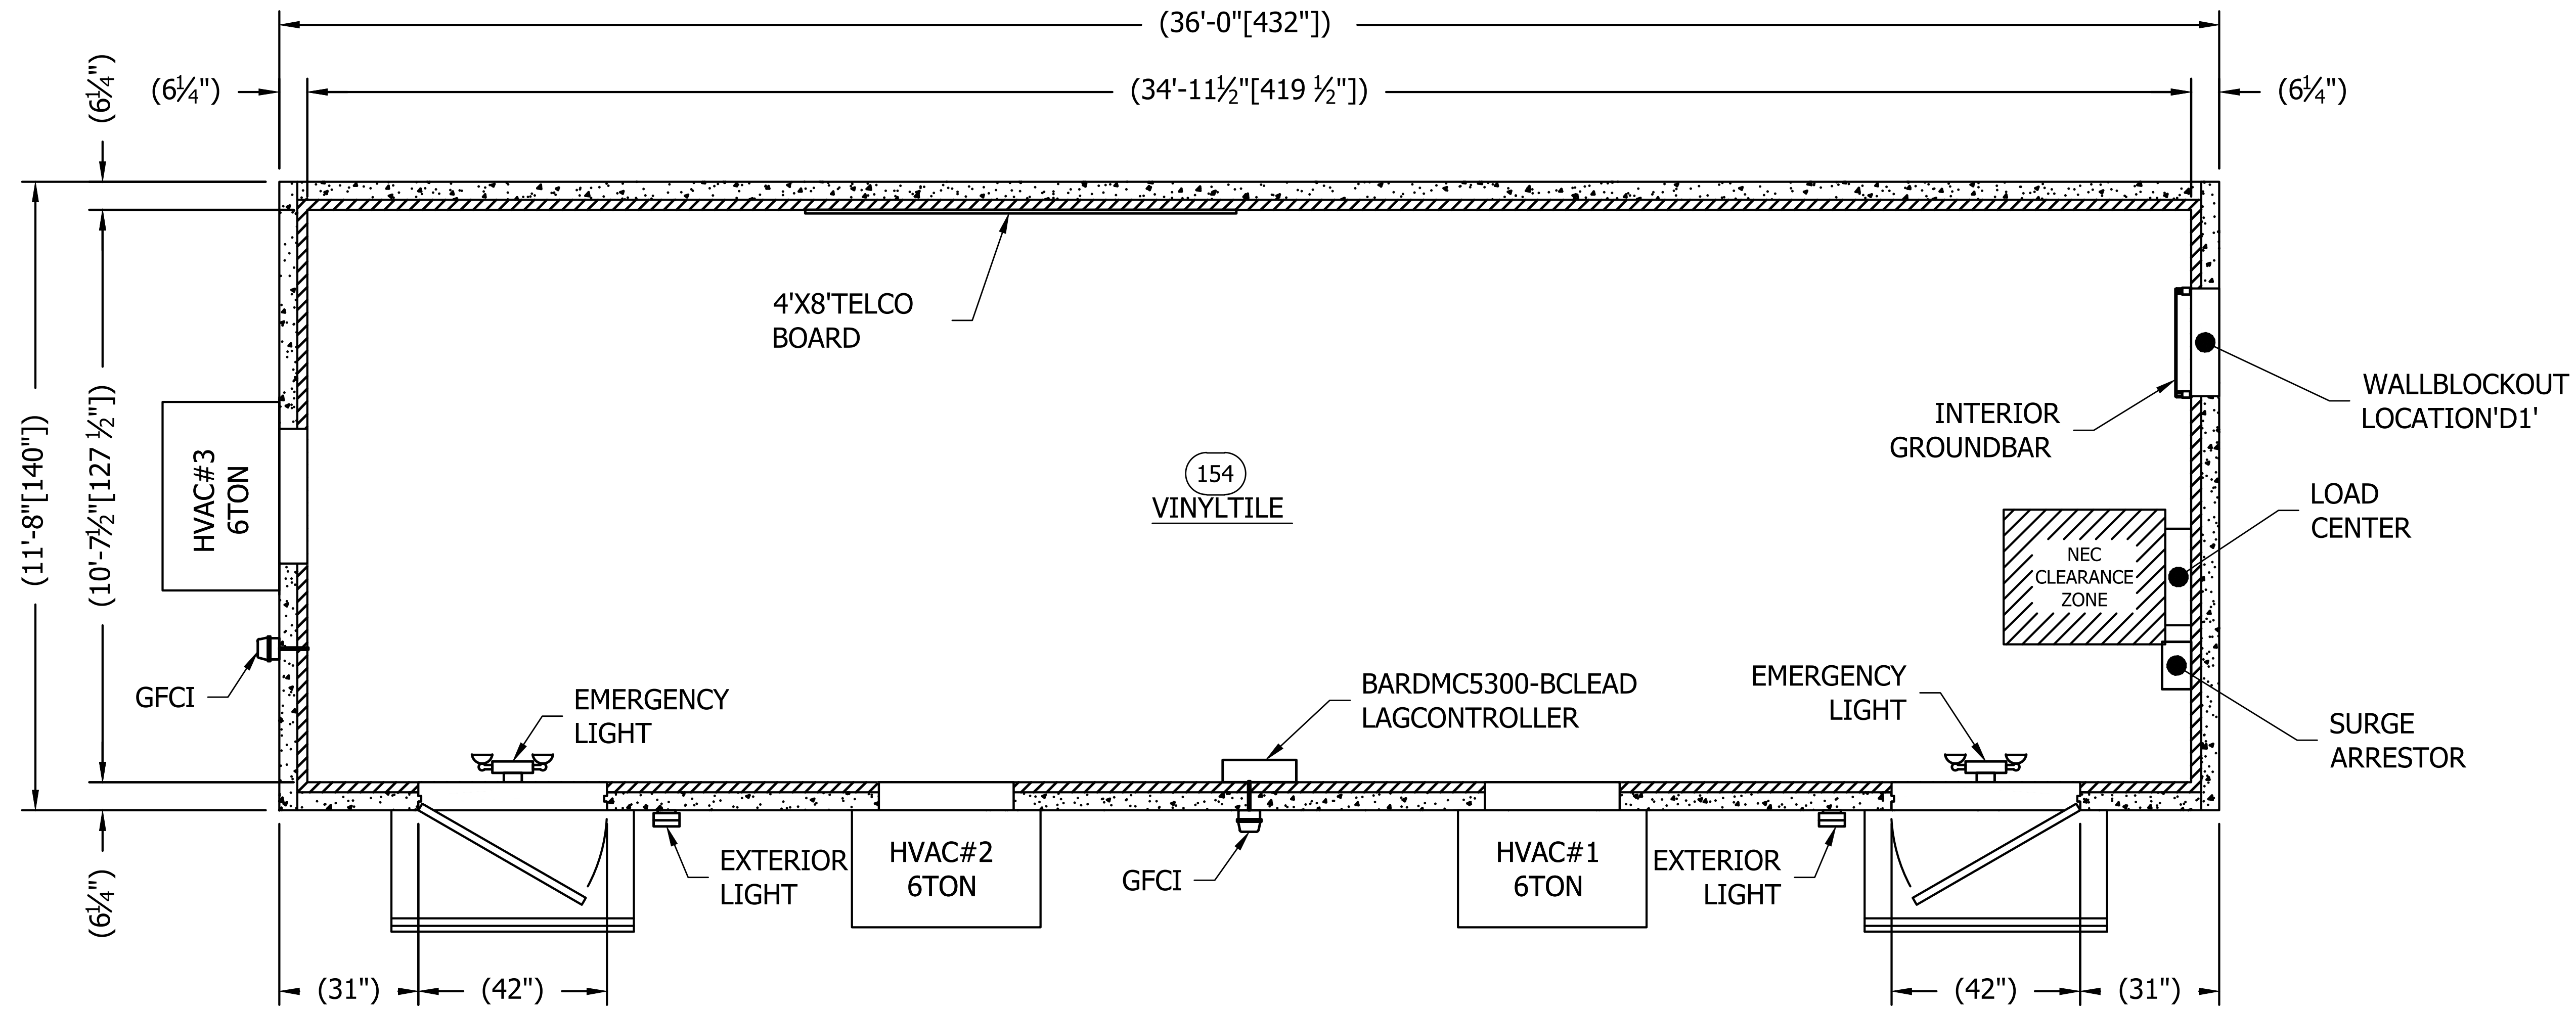 (36'-0"[432"])
(6¼")
(6¼")
(34'-11½"[419 ½"])
(6¼")
4'X8'TELCO
BOARD
WALLBLOCKOUT
LOCATION'D1'
INTERIOR
GROUNDBAR
(11'-8"[140"])
(10'-7½"[127 ½"])
HVAC#3
6TON
154
VINYLTILE
LOAD
CENTER
NEC
CLEARANCE
ZONE
GFCI
EMERGENCY
LIGHT
BARDMC5300-BCLEAD
LAGCONTROLLER
EMERGENCY
LIGHT
SURGE
ARRESTOR
(6¼")
EXTERIOR
LIGHT
HVAC#2
6TON
GFCI
HVAC#1
6TON
EXTERIOR
LIGHT
(31")
(42")
(42")
(31")